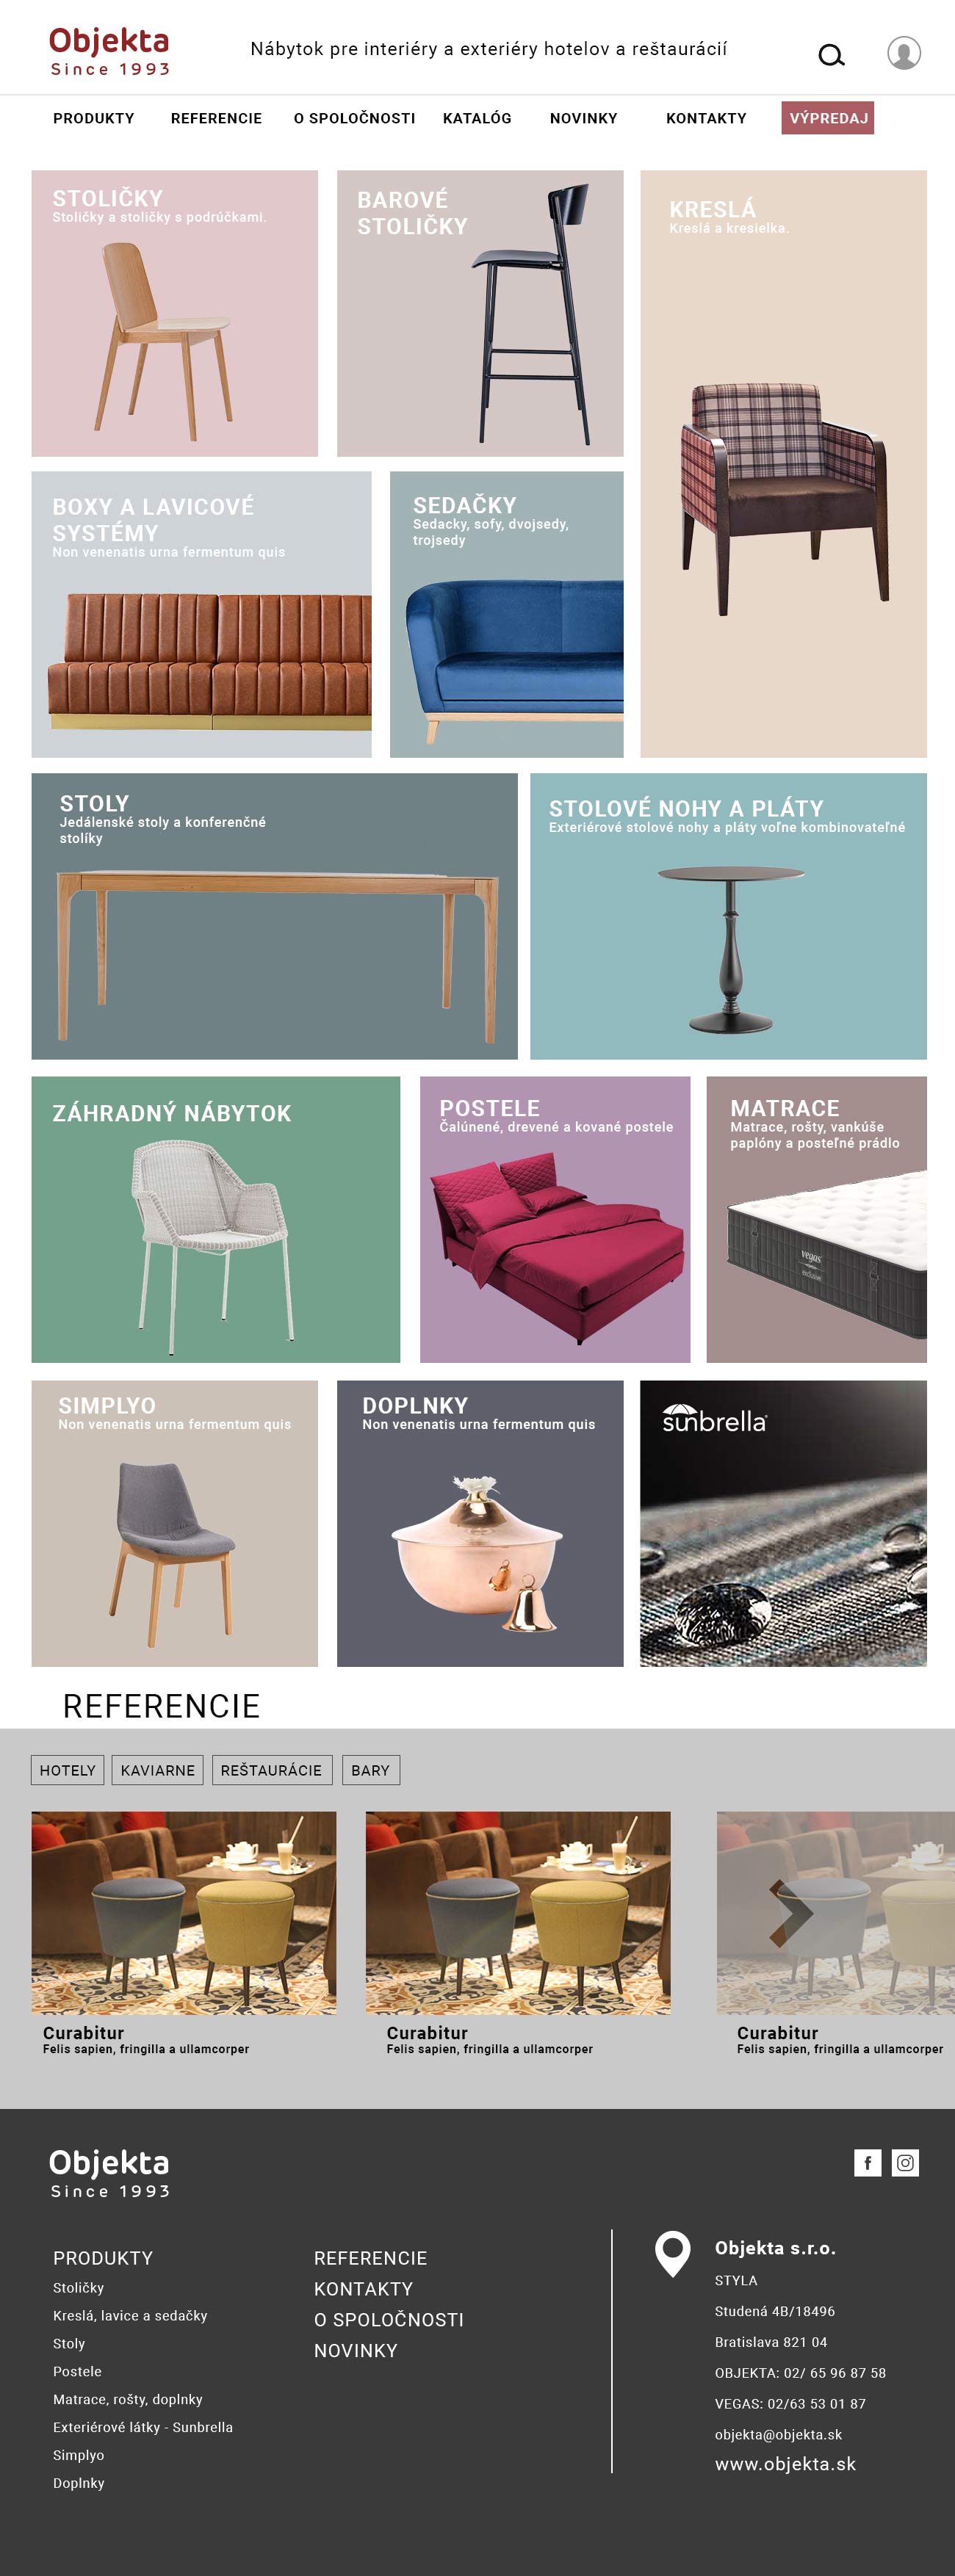 Objekta
Since 1993
Nábytok pre interiéry a exteriéry hotelov a reštaurácií
PRODUKTY
REFERENCIE
O SPOLOČNOSTI
KATALÓG
NOVINKY
KONTAKTY
VÝPREDAJ
STOLIČKY
Stoličky a stoličky s podrúčkami.
BAROVÉ
STOLIČKY
KRESLÁ
Kreslá a kresielka.
BOXY A LAVICOVÉ
SYSTÉMY
Non venenatis urna fermentum quis
SEDAČKY
Sedacky, sofy, dvojsedy,
trojsedy
STOLY
Jedálenské stoly a konferenčné
stolíky
STOLOVÉ NOHY A PLÁTY
Exteriérové stolové nohy a pláty voľne kombinovateľné
ZÁHRADNÝ NÁBYTOK
POSTELE
Čalúnené, drevené a kované postele
MATRACE
Matrace, rošty, vankúše
paplóny a posteľné prádlo
vegas
exclusive
SIMPLYO
Non venenatis urna fermentum quis
DOPLNKY
Non venenatis urna fermentum quis
sunbrella
REFERENCIE
HOTELY
KAVIARNE
REŠTAURÁCIE
BARY
Curabitur
Felis sapien, fringilla a ullamcorper
Curabitur
Felis sapien, fringilla a ullamcorper
Curabitur
Felis sapien, fringilla a ullamcorper
Objekta
Since 1993
PRODUKTY
Stoličky
Kreslá, lavice a sedačky
Stoly
Postele
Matrace, rošty, doplnky
Exteriérové látky - Sunbrella
Simplyo
Doplnky
REFERENCIE
KONTAKTY
O SPOLOČNOSTI
NOVINKY
Objekta s.r.o.
STYLA
Studená 4B/18496
Bratislava 821 04
OBJEKTA: 02/ 65 96 87 58
VEGAS: 02/63 53 01 87
objekta@objekta.sk
www.objekta.sk